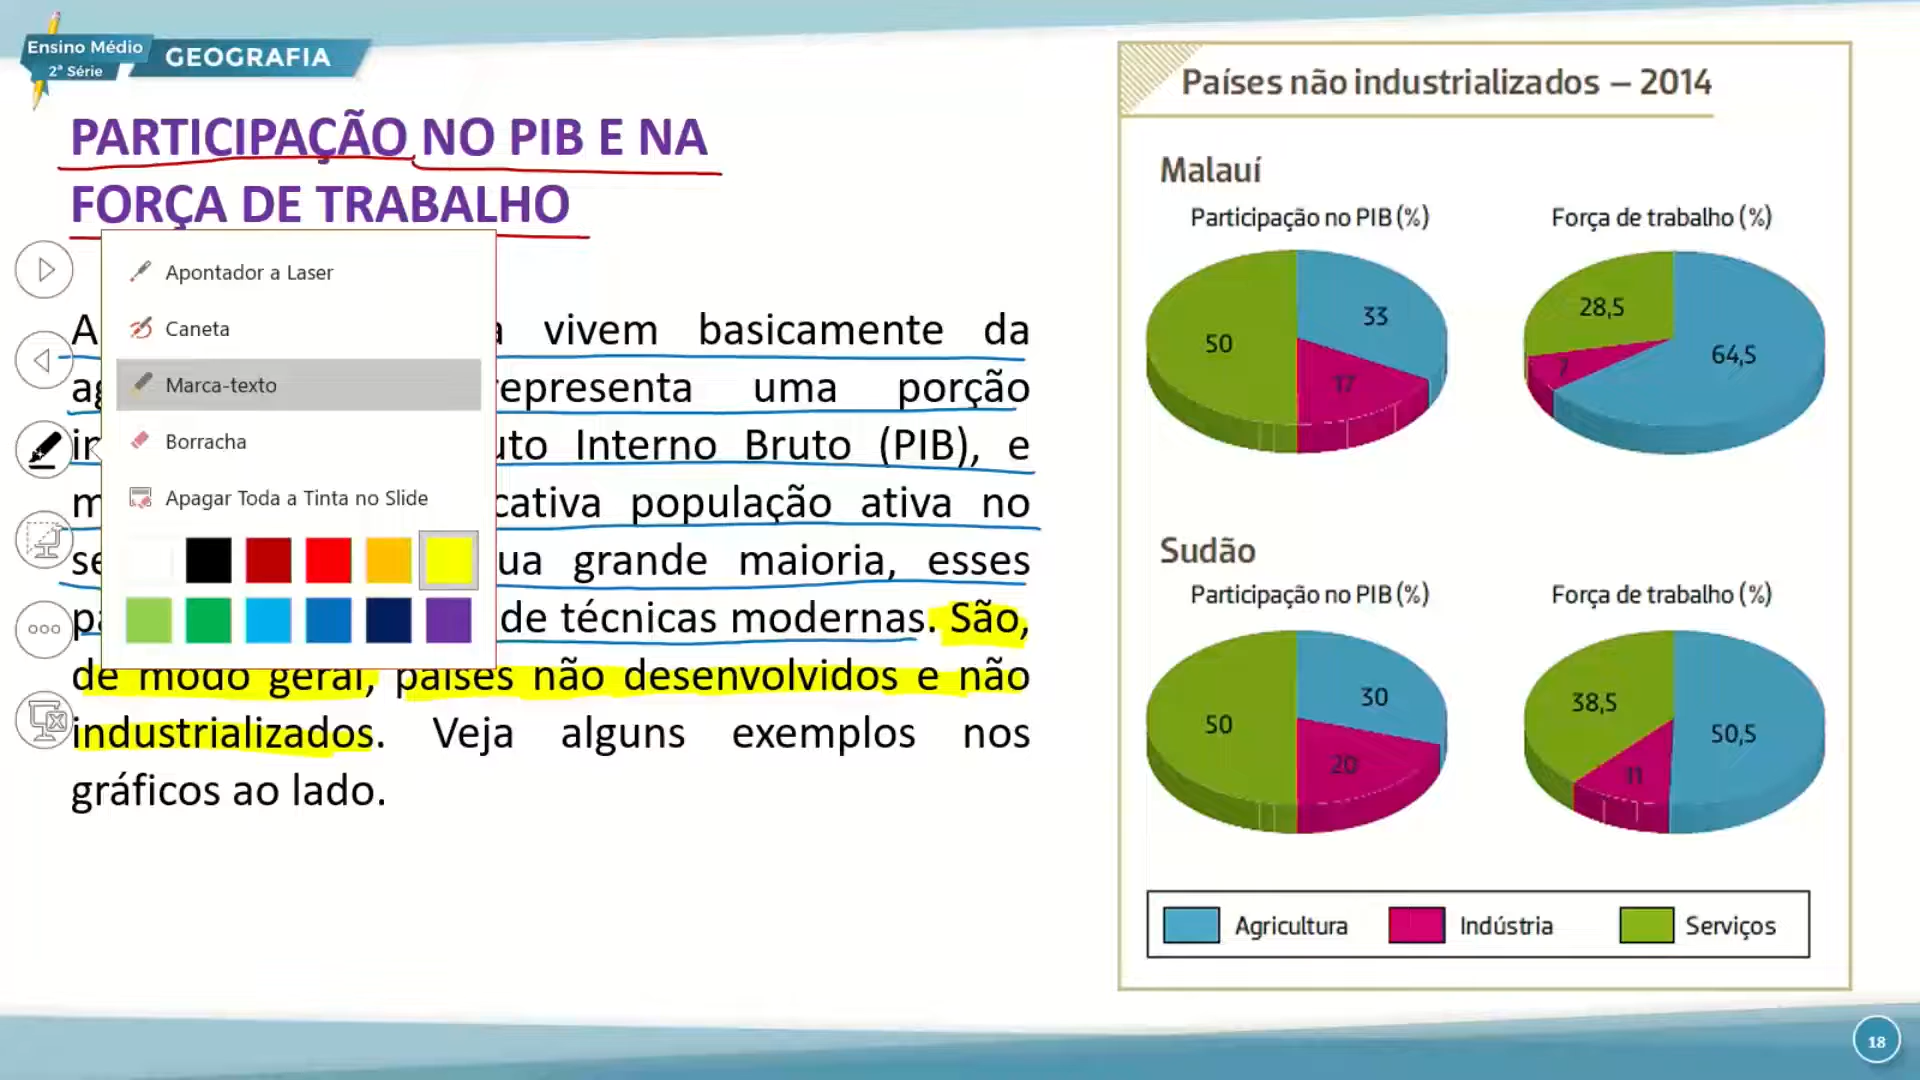 Ensino Médio
2ª Série
GEOGRAFIA
PARTICIPAÇÃO NO PIB E NA
FORÇA DE TRABALHO
Apontador a Laser
Caneta
Marca-texto
Borracha
Apagar Toda a Tinta no Slide
A vivem basicamente da
uma porção
Interno Bruto (PIB), e
população ativa no
grande maioria, esses
de técnicas modernas. São,
de modo geral, países não desenvolvidos e não
industrializados. Veja alguns exemplos nos
gráficos ao lado.
Países não industrializados – 2014
Malauí
Participação no PIB (%) Força de trabalho (%)
50 33 17
28,5 7 64,5
Sudão
Participação no PIB (%) Força de trabalho (%)
50 30 20
38,5 11 50,5
Agricultura Indústria Serviços
18